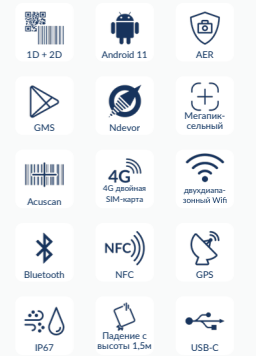 1D + 2D
Android 11
AER
GMS
Ndevor
Мегапик-
сельный
Acuscan
4G
4G двойная
SIM-карта
двухдиапа-
зонный Wifi
Bluetooth
NFC
NFC
GPS
IP67
Падение с
высоты 1,5м
USB-C